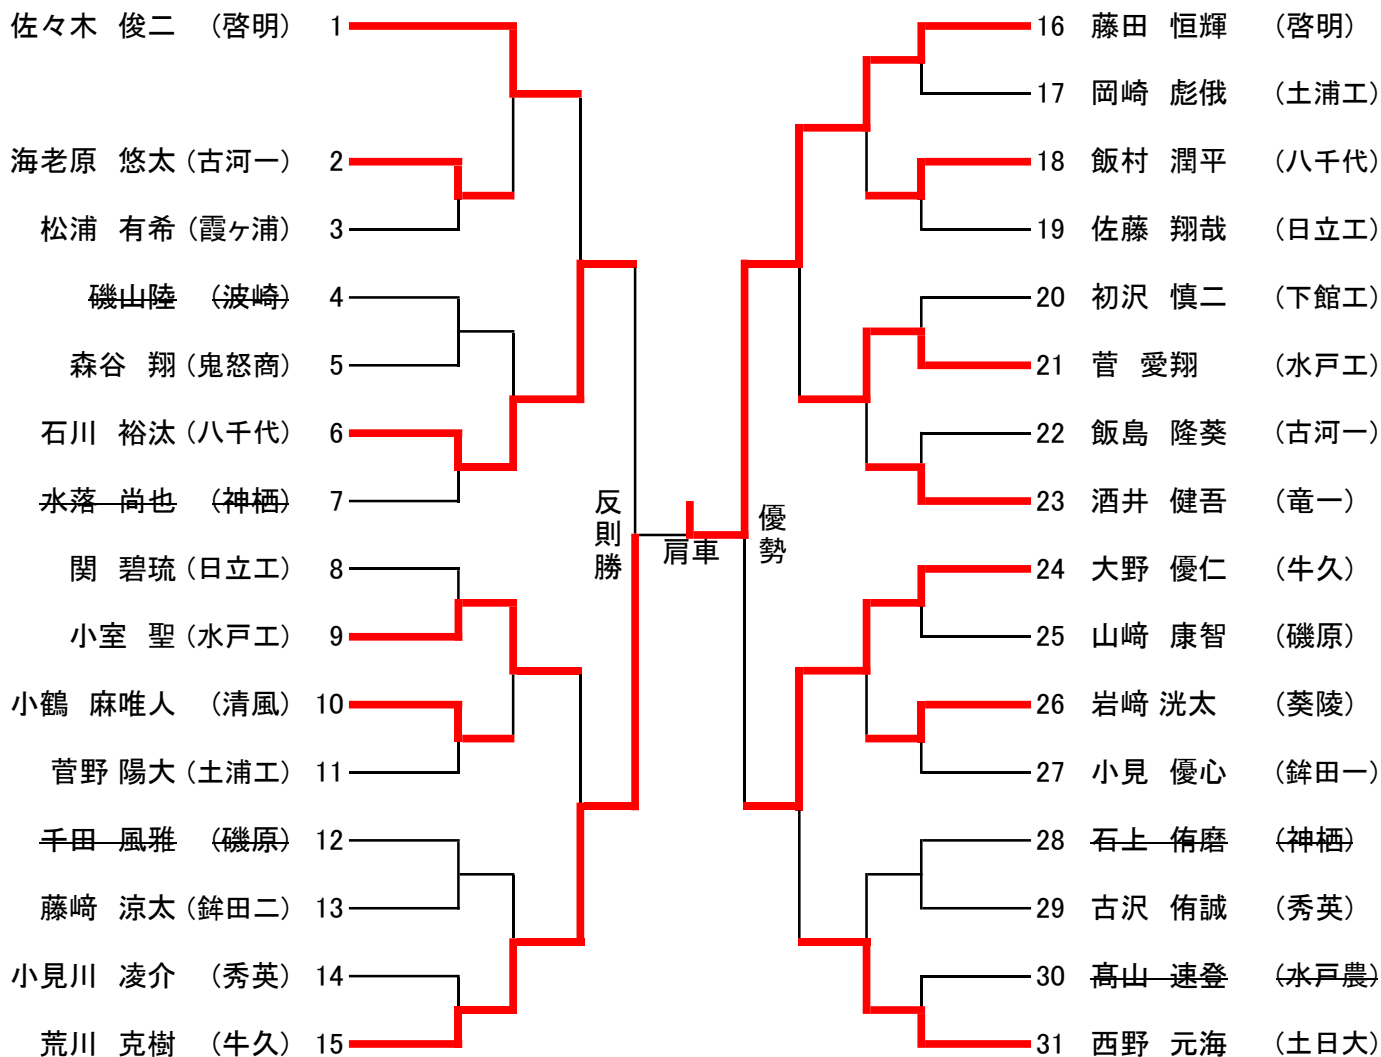 佐々木 俊二 (啓明) 1
海老原 悠太 (古河一) 2
松浦 有希 (霞ヶ浦) 3
磯山陸 (波崎) 4
森谷 翔 (鬼怒商) 5
石川 裕汰 (八千代) 6
水落 尚也 (神栖) 7
関 碧琉 (日立工) 8
小室 聖 (水戸工) 9
小鶴 麻唯人 (清風) 10
菅野 陽大 (土浦工) 11
千田 風雅 (磯原) 12
藤﨑 涼太 (鉾田二) 13
小見川 凌介 (秀英) 14
荒川 克樹 (牛久) 15
反則勝
肩車
優勢
16 藤田 恒輝 (啓明)
17 岡崎 彪俄 (土浦工)
18 飯村 潤平 (八千代)
19 佐藤 翔哉 (日立工)
20 初沢 慎二 (下館工)
21 菅 愛翔 (水戸工)
22 飯島 隆葵 (古河一)
23 酒井 健吾 (竜一)
24 大野 優仁 (牛久)
25 山﨑 康智 (磯原)
26 岩﨑 洸太 (葵陵)
27 小見 優心 (鉾田一)
28 石上 侑磨 (神栖)
29 古沢 侑誠 (秀英)
30 髙山 速登 (水戸農)
31 西野 元海 (土日大)